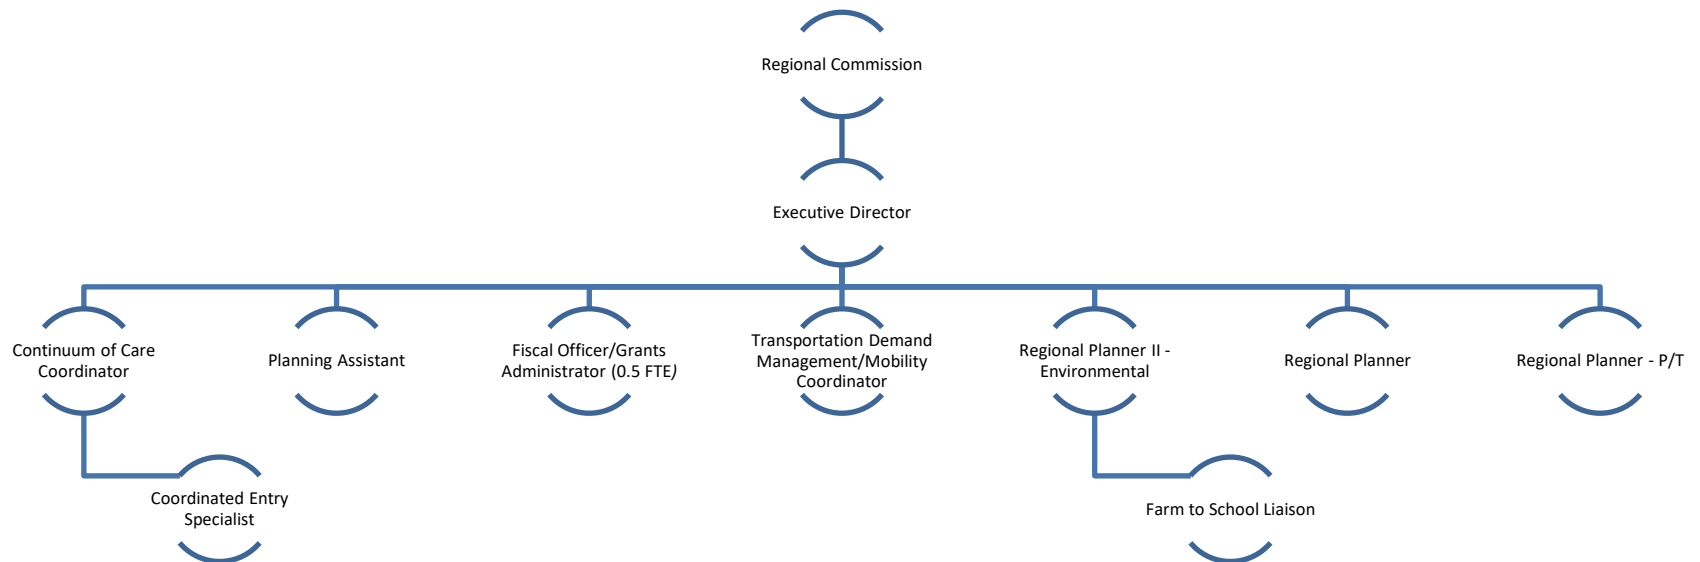 Regional Commission
Executive Director
Continuum of Care
Coordinator
Planning Assistant
Fiscal Officer/Grants
Administrator (0.5 FTE)
Transportation Demand
Management/Mobility
Coordinator
Regional Planner II -
Environmental
Regional Planner
Regional Planner - P/T
Coordinated Entry
Specialist
Farm to School Liaison